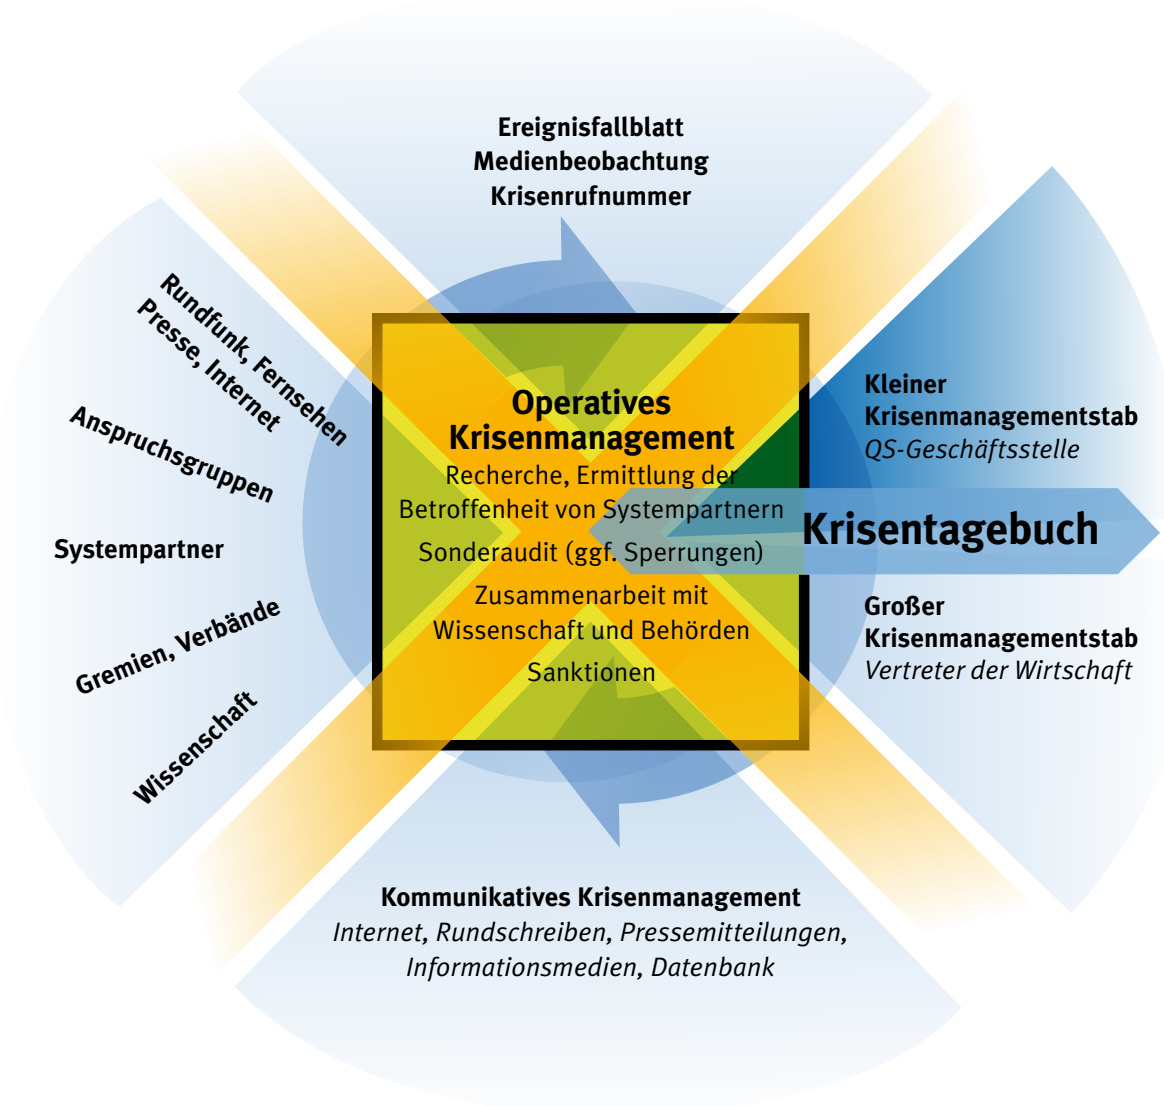 Ereignisfallblatt
Medienbeobachtung
Krisenrufnummer
Rundfunk, Fernsehen
Presse, Internet
Anspruchsgruppen
Systempartner
Gremien, Verbände
Wissenschaft
Operatives
Krisenmanagement
Recherche, Ermittlung der
Betroffenheit von Systempartnern
Sonderaudit (ggf. Sperrungen)
Zusammenarbeit mit
Wissenschaft und Behörden
Sanktionen
Kleiner
Krisenmanagementstab
QS-Geschäftsstelle
Krisentagebuch
Großer
Krisenmanagementstab
Vertreter der Wirtschaft
Kommunikatives Krisenmanagement
Internet, Rundschreiben, Pressemitteilungen,
Informationsmedien, Datenbank